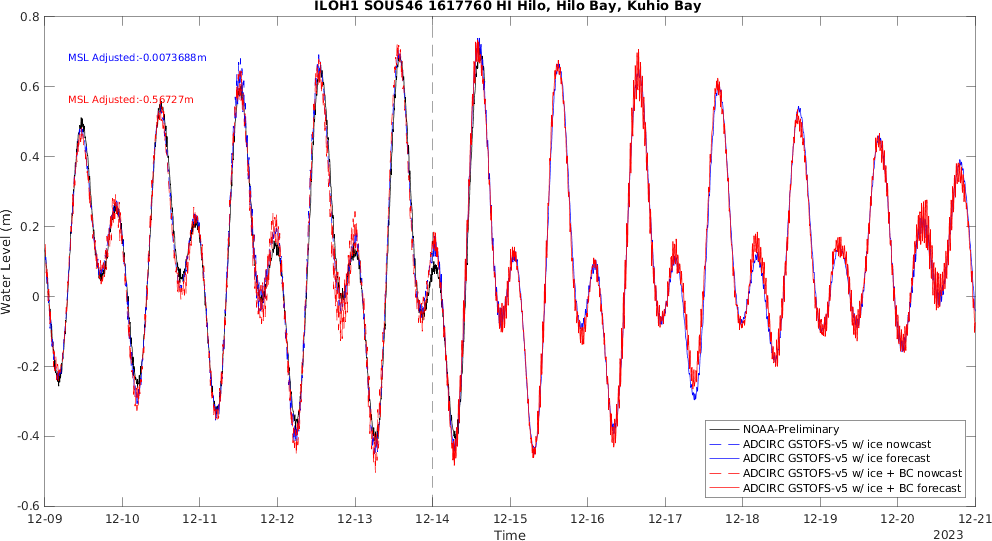 ILOH1 SOUS46 1617760 HI Hilo, Hilo Bay, Kuhio Bay
0.8
MSL Adjusted:-0.0073688m
0.6
MSL Adjusted:-0.56727m
0.4
0.2
Water Level (m)
0
-0.2
-0.4
NOAA-Preliminary
ADCIRC GSTOFS-v5 w/ ice nowcast
ADCIRC GSTOFS-v5 w/ ice forecast
ADCIRC GSTOFS-v5 w/ ice + BC nowcast
ADCIRC GSTOFS-v5 w/ ice + BC forecast
-0.6
12-09 12-10 12-11 12-12 12-13 12-14 12-15 12-16 12-17 12-18 12-19 12-20 12-21
Time
2023